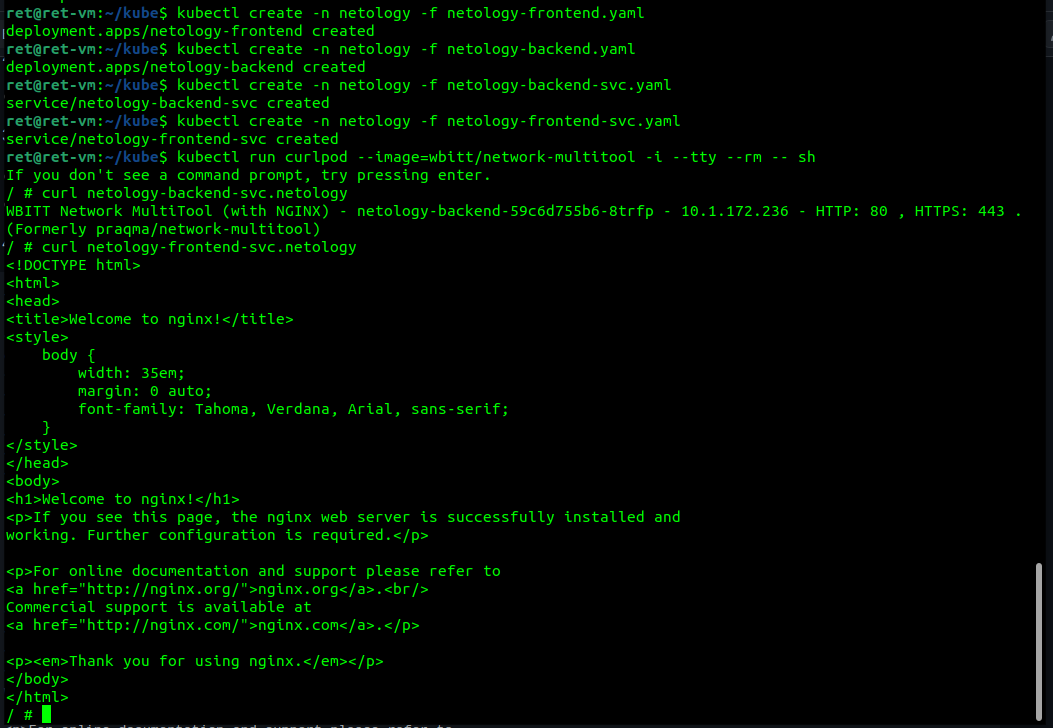 ret@ret-vm:~/kube$ kubectl create -n netology -f netology-frontend.yaml
deployment.apps/netology-frontend created
ret@ret-vm:~/kube$ kubectl create -n netology -f netology-backend.yaml
deployment.apps/netology-backend created
ret@ret-vm:~/kube$ kubectl create -n netology -f netology-backend-svc.yaml
service/netology-backend-svc created
ret@ret-vm:~/kube$ kubectl create -n netology -f netology-frontend-svc.yaml
service/netology-frontend-svc created
ret@ret-vm:~/kube$ kubectl run curlpod --image=wbitt/network-multitool -i --tty --rm -- sh
If you don't see a command prompt, try pressing enter.
/ # curl netology-backend-svc.netology
WBITT Network MultiTool (with NGINX) - netology-backend-59c6d755b6-8trfp - 10.1.172.236 - HTTP: 80 , HTTPS: 443 .
(Formerly praqma/network-multitool)
/ # curl netology-frontend-svc.netology
<!DOCTYPE html>
<html>
<head>
<title>Welcome to nginx!</title>
<style>
    body {
        width: 35em;
        margin: 0 auto;
        font-family: Tahoma, Verdana, Arial, sans-serif;
    }
</style>
</head>
<body>
<h1>Welcome to nginx!</h1>
<p>If you see this page, the nginx web server is successfully installed and
working. Further configuration is required.</p>

<p>For online documentation and support please refer to
<a href="http://nginx.org/">nginx.org</a>.<br/>
Commercial support is available at
<a href="http://nginx.com/">nginx.com</a>.</p>

<p><em>Thank you for using nginx.</em></p>
</body>
</html>
/ #